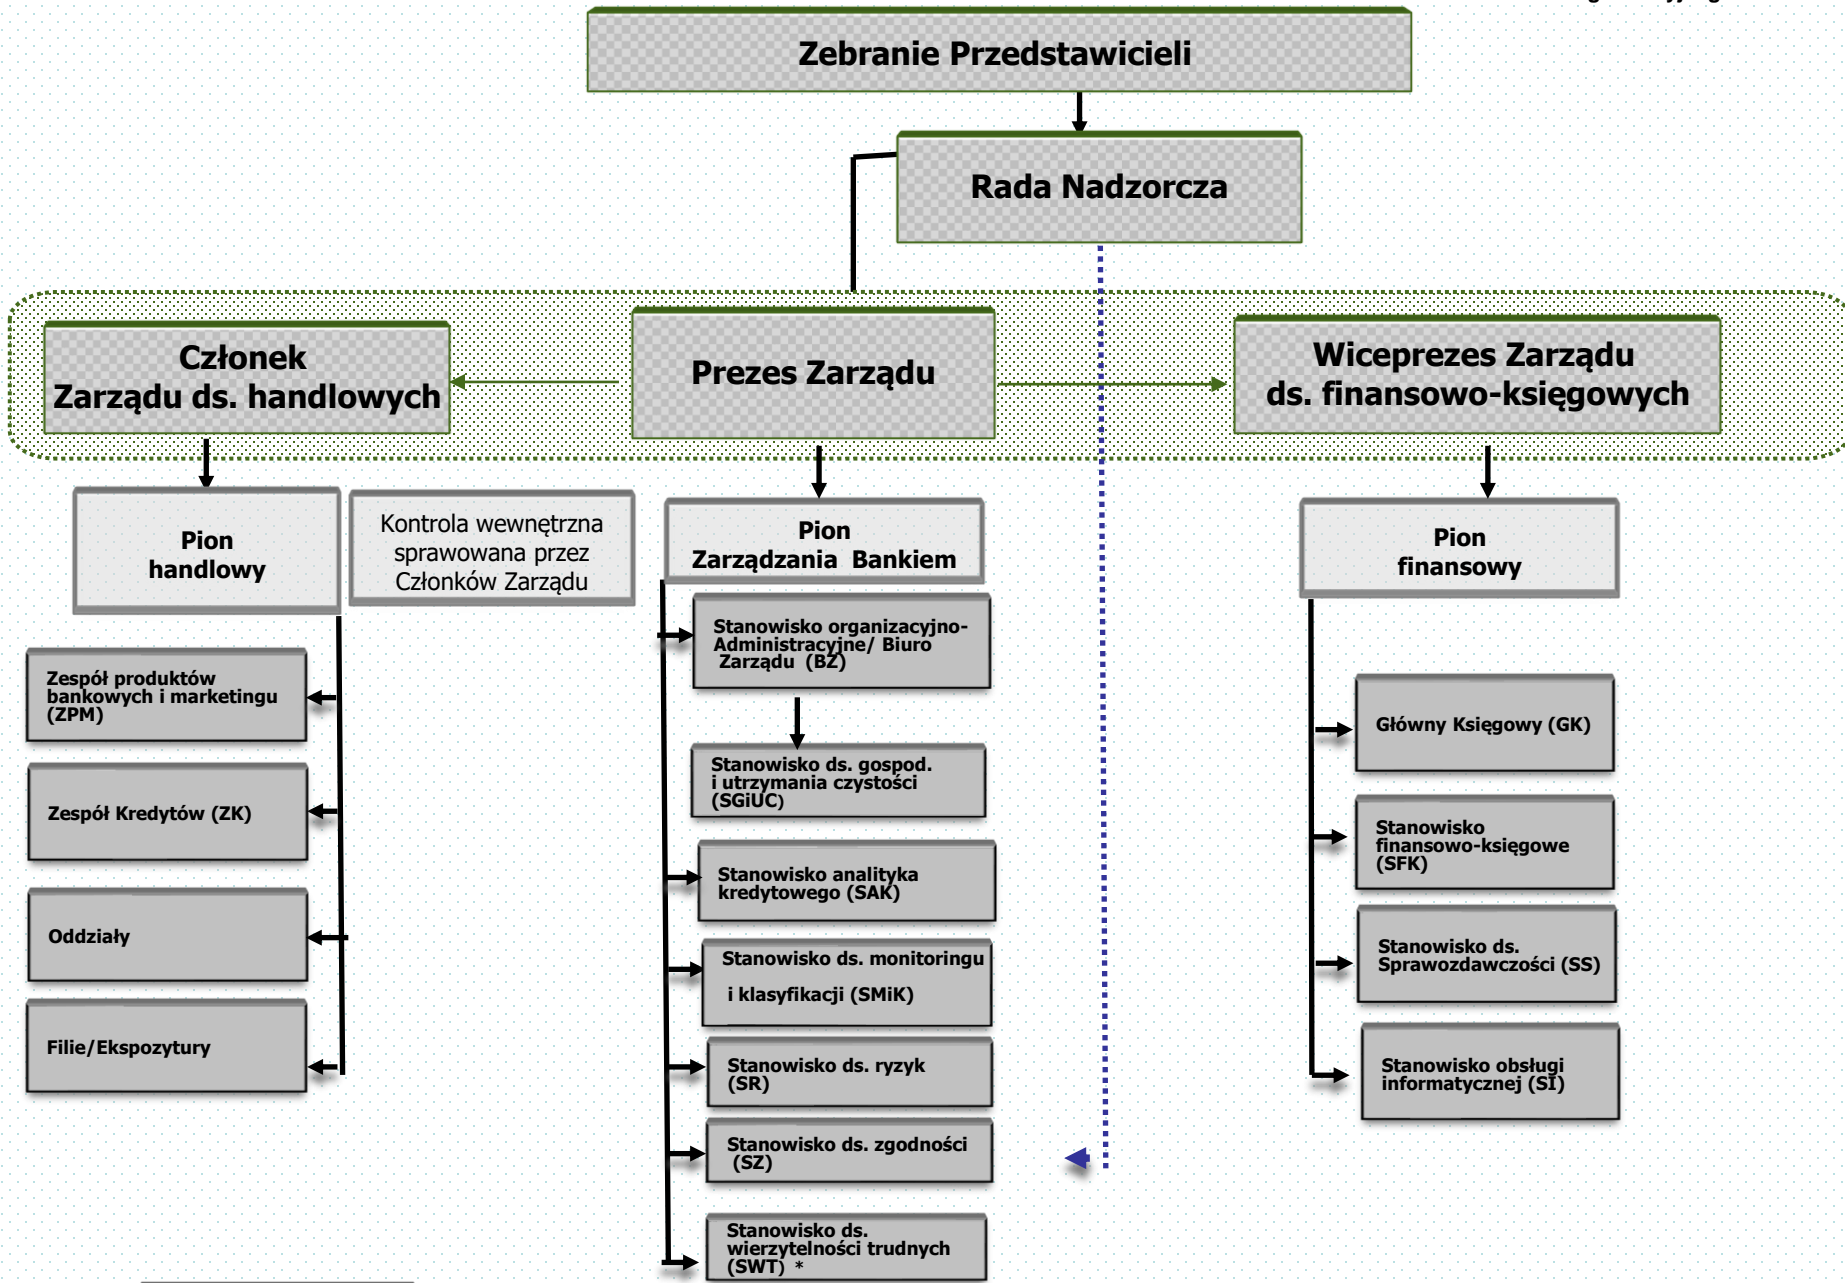 Zebranie Przedstawicieli
Rada Nadzorcza
Członek
Zarządu ds. handlowych
Prezes Zarządu
Wiceprezes Zarządu
ds. finansowo-księgowych
Pion
handlowy
Kontrola wewnętrzna
sprawowana przez
Członków Zarządu
Pion
Zarządzania Bankiem
Pion
finansowy
Zespół produktów
bankowych i marketingu
(ZPM)
Zespół Kredytów (ZK)
Oddziały
Filie/Ekspozytury
Stanowisko organizacyjno-
Administracyjne/ Biuro
Zarządu (BZ)
Stanowisko ds. gospod.
i utrzymania czystości
(SGiUC)
Stanowisko analityka
kredytowego (SAK)
Stanowisko ds. monitoringu
i klasyfikacji (SMiK)
Stanowisko ds. ryzyk
(SR)
Stanowisko ds. zgodności
(SZ)
Stanowisko ds.
wierzytelności trudnych
(SWT) *
Główny Księgowy (GK)
Stanowisko
finansowo-księgowe
(SFK)
Stanowisko ds.
Sprawozdawczości (SS)
Stanowisko obsługi
informatycznej (SI)